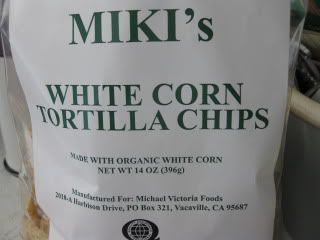 MIKI's
WHITE CORN
TORTILLA CHIPS
MADE WITH ORGANIC WHITE CORN
NET WT 14 OZ (396g)
Manufactured For: Michael Victoria Foods
2010-A Harbison Drive, PO Box 321, Vacaville, CA 95687